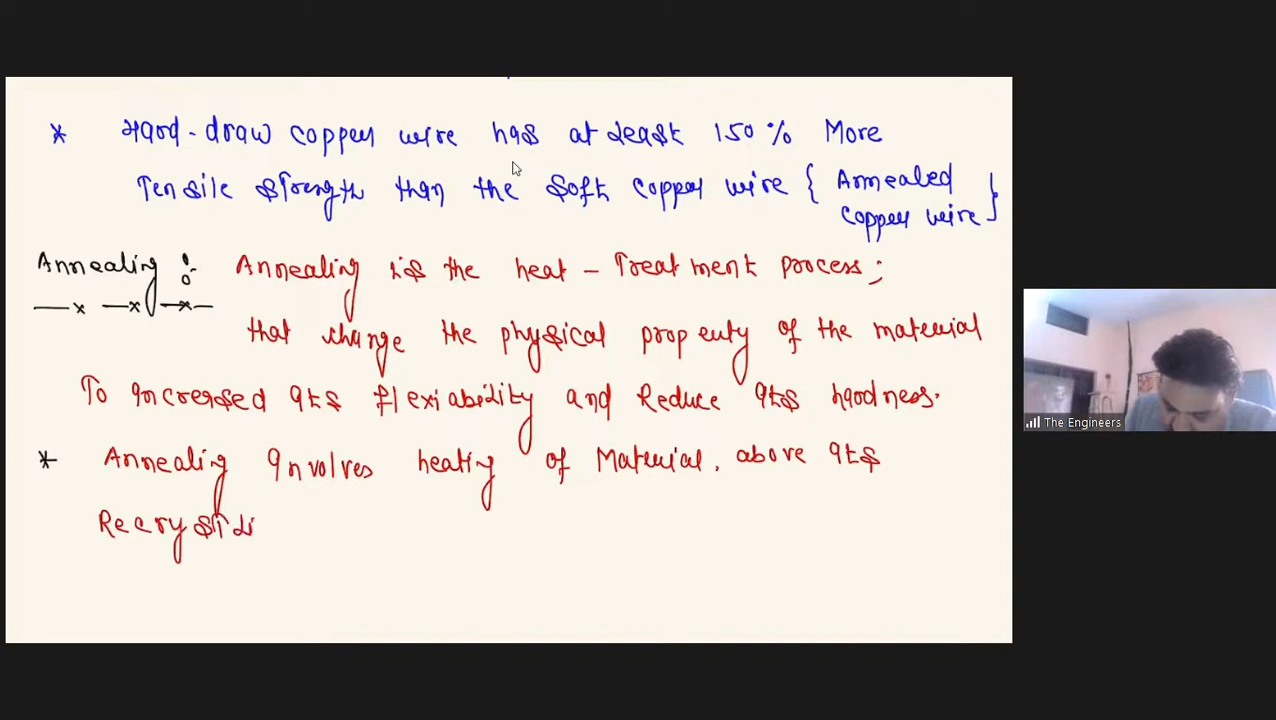 * Hard-draw copper wire has at least 150% More
Tensile strength than the soft copper wire { Annealed
copper wire }
Annealing :- Annealing is the heat - Treatment process;
that change the physical property of the material
To increased its flexiability and Reduce its hardness.
* Annealing involves heating of Material, above its
Recrystli
The Engineers